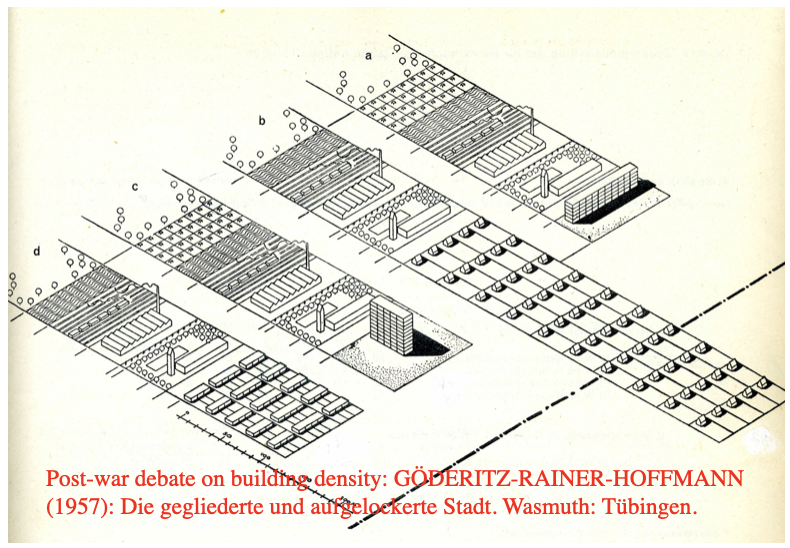 a
b
c
d
Post-war debate on building density: GÖDERITZ-RAINER-HOFFMANN
(1957): Die gegliederte und aufgelockerte Stadt. Wasmuth: Tübingen.